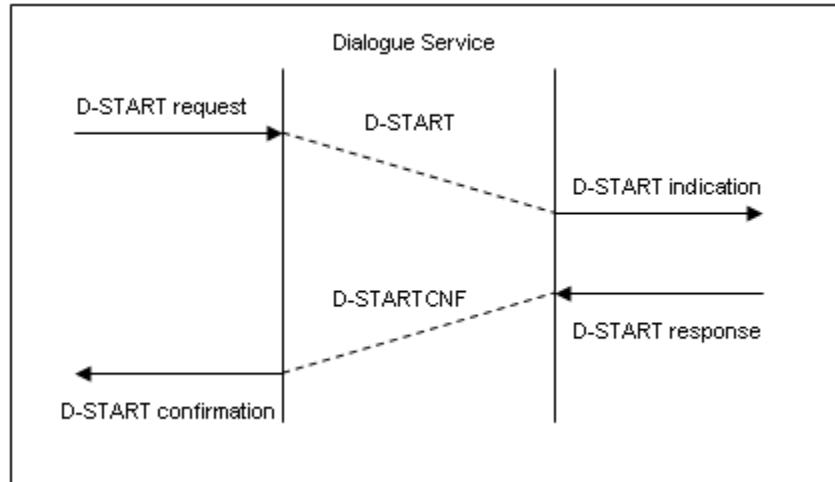 Dialogue Service
D-START request
D-START
D-START indication
D-STARTCNF
D-START response
D-START confirmation